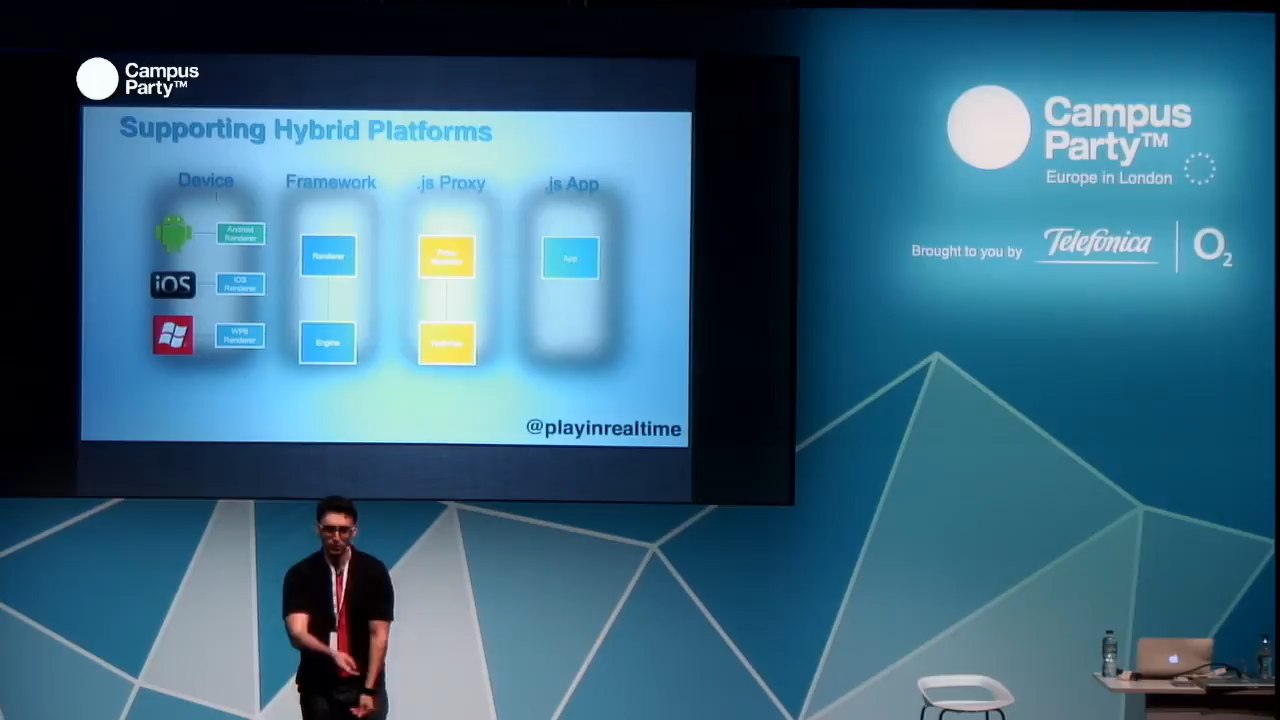 Campus
Party™
Supporting Hybrid Platforms
Device
Framework
.js Proxy
.js App
Android
Renderer
iOS
iOS
Renderer
WP8
Renderer
Renderer
Engine
App
@playinrealtime
Campus
Party™
Europe in London
Brought to you by
Telefónica
O2